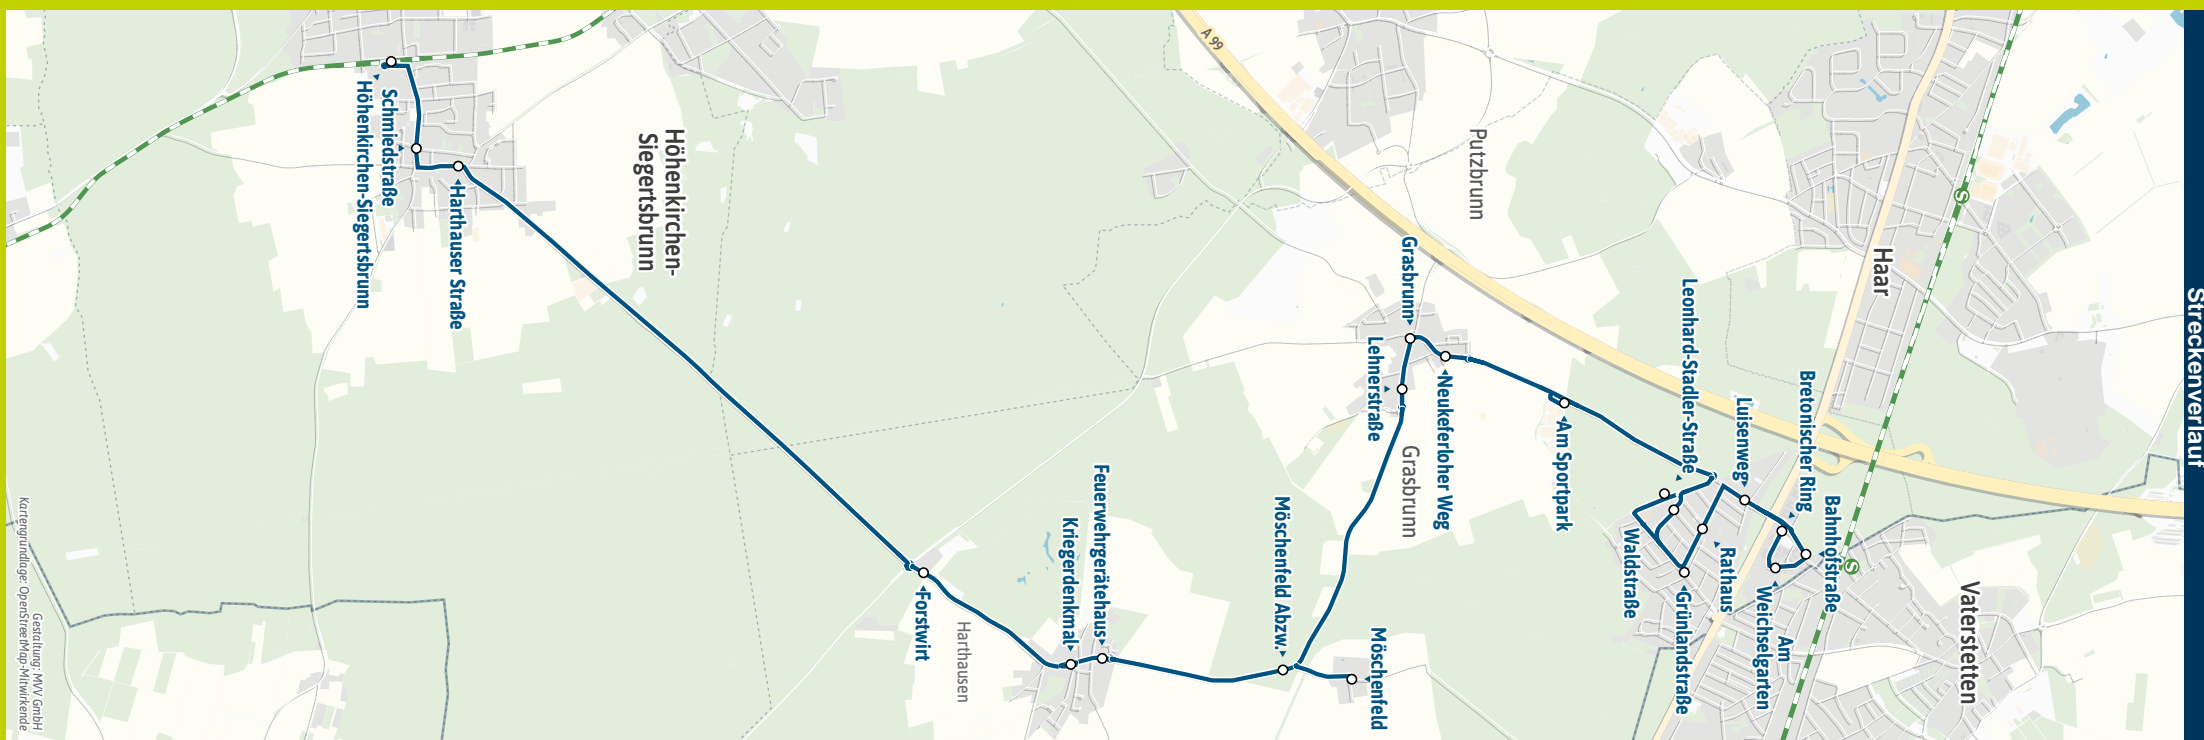 Streckenverlauf
A 99
Putzbrunn
Haar
Vaterstetten
Höhenkirchen-
Siegertsbrunn
Grasbrunn
Harthausen
Höhenkirchen-Siegertsbrunn
Schmiedstraße
Harthauser Straße
Forstwirt
Kriegerdenkmal
Feuerwehrgerätehaus
Möschenfeld Abzw.
Möschenfeld
Lehnerstraße
Grasbrunn
Neukeferloher Weg
Am Sportpark
Leonhard-Stadler-Straße
Waldstraße
Grünlandstraße
Rathaus
Luisenweg
Bretonischer Ring
Am
Weichselgarten
Bahnhofstraße
S
S
Gestaltung: MVV GmbH
Kartengrundlage: OpenStreetMap-Mitwirkende